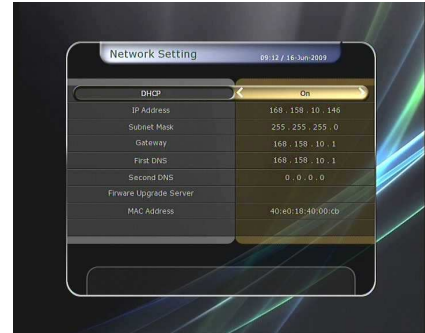 Network Setting 09:12 / 16-Jun-2009
DHCP On
IP Address 168 . 158 . 10 . 146
Subnet Mask 255 . 255 . 255 . 0
Gateway 168 . 158 . 10 . 1
First DNS 168 . 158 . 10 . 1
Second DNS 0 . 0 . 0 . 0
Firware Upgrade Server
MAC Address 40:e0:18:40:00:cb